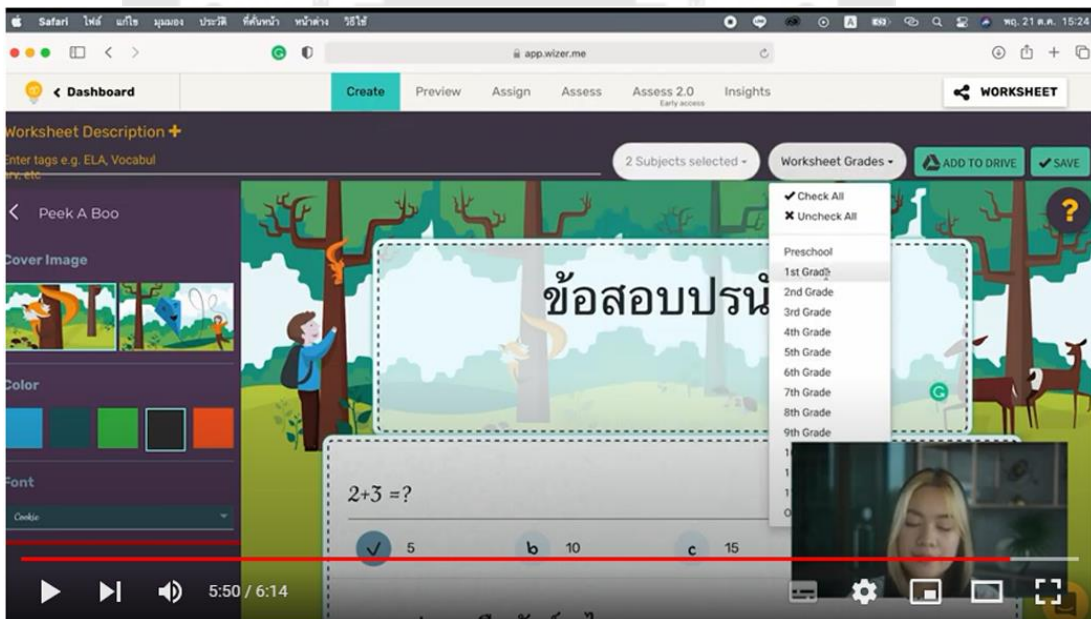 Safari ไฟล์ แก้ไข มุมมอง ประวัติ ที่คั่นหน้า หน้าต่าง วิธีใช้ พฤ. 21 ต.ค. 15:24
app.wizer.me
Dashboard Create Preview Assign Assess Assess 2.0 Insights WORKSHEET
Early access
Worksheet Description +
Enter tags e.g. ELA, Vocabul
ary, etc
2 Subjects selected Worksheet Grades ADD TO DRIVE SAVE
Check All
Uncheck All
Peek A Boo
Preschool
1st Grade
2nd Grade
3rd Grade
4th Grade
5th Grade
6th Grade
7th Grade
8th Grade
9th Grade
Cover Image
ข้อสอบปรนั
Color
Font
Cookie
2+3 =?
5
b 10
c 15
5:50 / 6:14